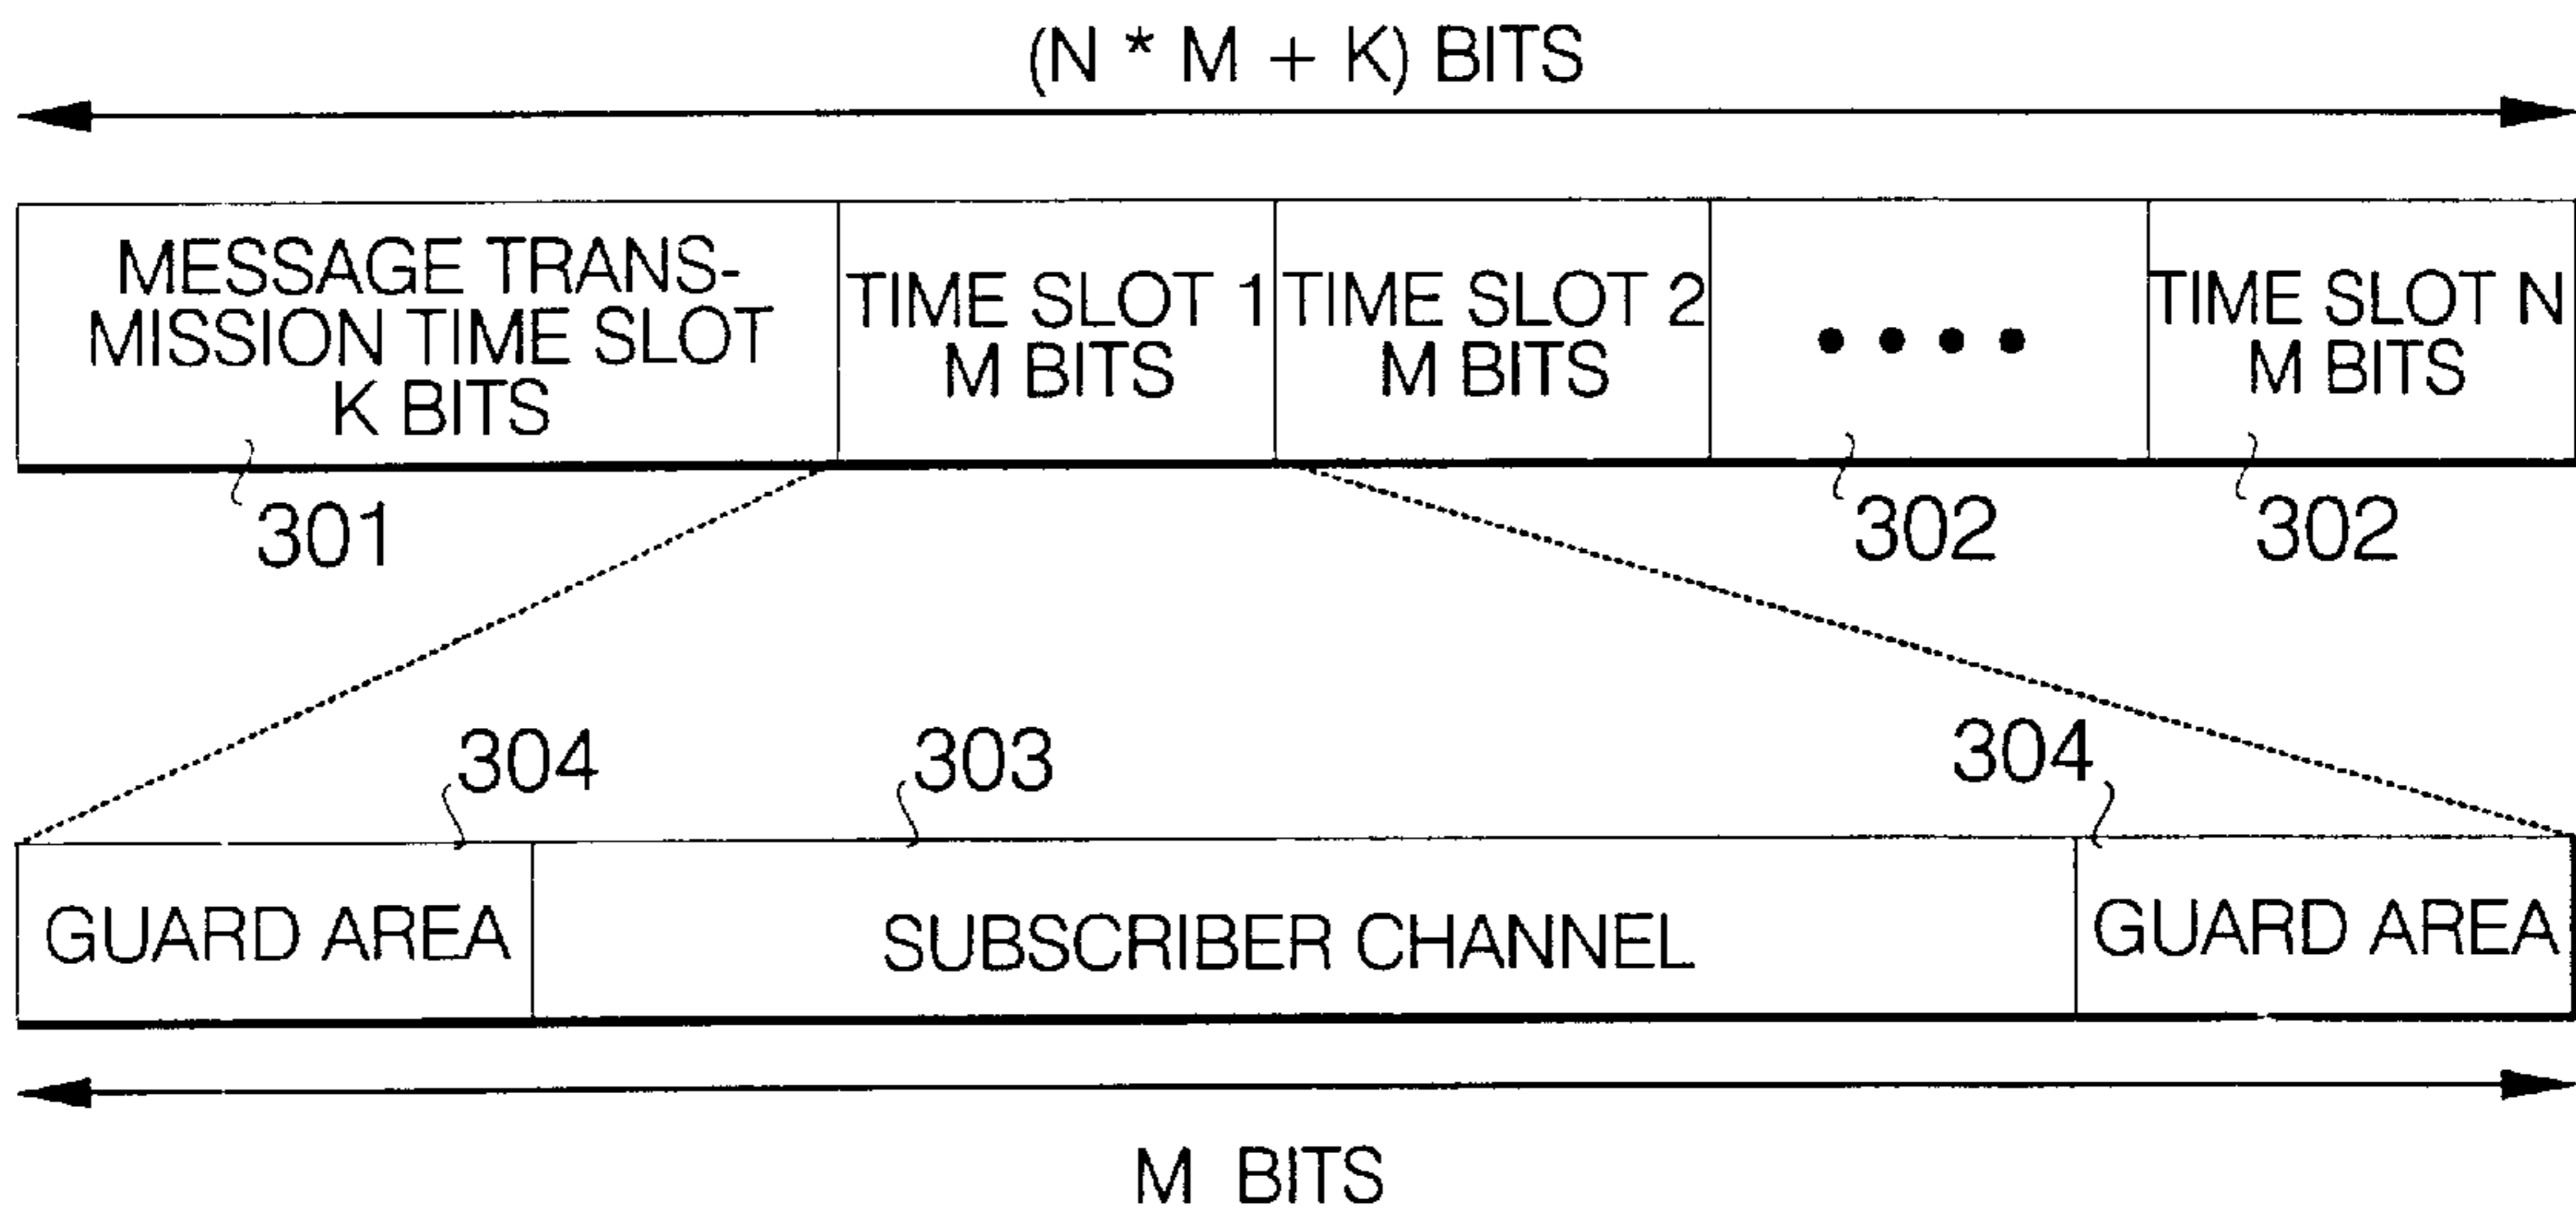 (N * M + K) BITS
MESSAGE TRANS-
MISSION TIME SLOT
K BITS
TIME SLOT 1
M BITS
TIME SLOT 2
M BITS
• • • •
TIME SLOT N
M BITS
301
302
302
304
303
304
GUARD AREA
SUBSCRIBER CHANNEL
GUARD AREA
M BITS